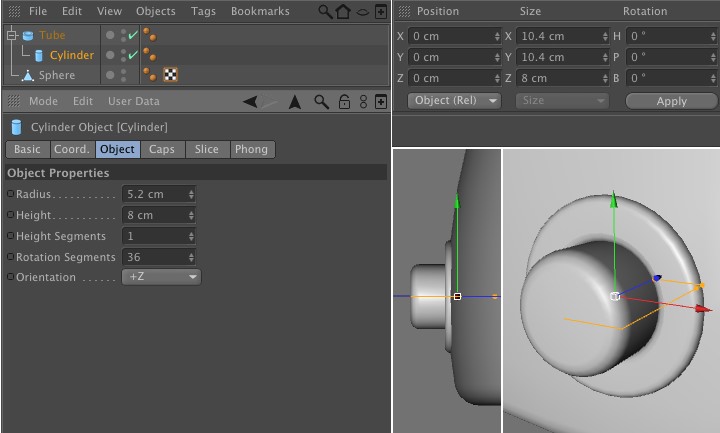 File Edit View Objects Tags Bookmarks
Tube
Cylinder
Sphere
Mode Edit User Data
Cylinder Object [Cylinder]
Basic Coord. Object Caps Slice Phong
Object Properties
Radius . . . . . . . . . . 5.2 cm
Height. . . . . . . . . . . 8 cm
Height Segments 1
Rotation Segments 36
Orientation . . . . . . +Z
Position Size Rotation
X 0 cm X 10.4 cm H 0 °
Y 0 cm Y 10.4 cm P 0 °
Z 0 cm Z 8 cm B 0 °
Object (Rel) Size Apply